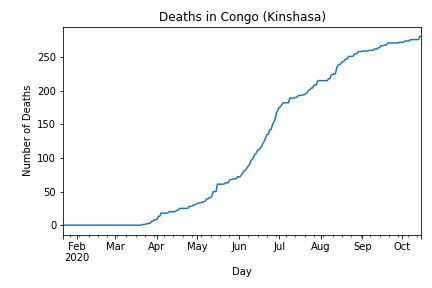 Deaths in Congo (Kinshasa)
Number of Deaths
250
200
150
100
50
0
Feb Mar Apr May Jun Jul Aug Sep Oct
2020
Day